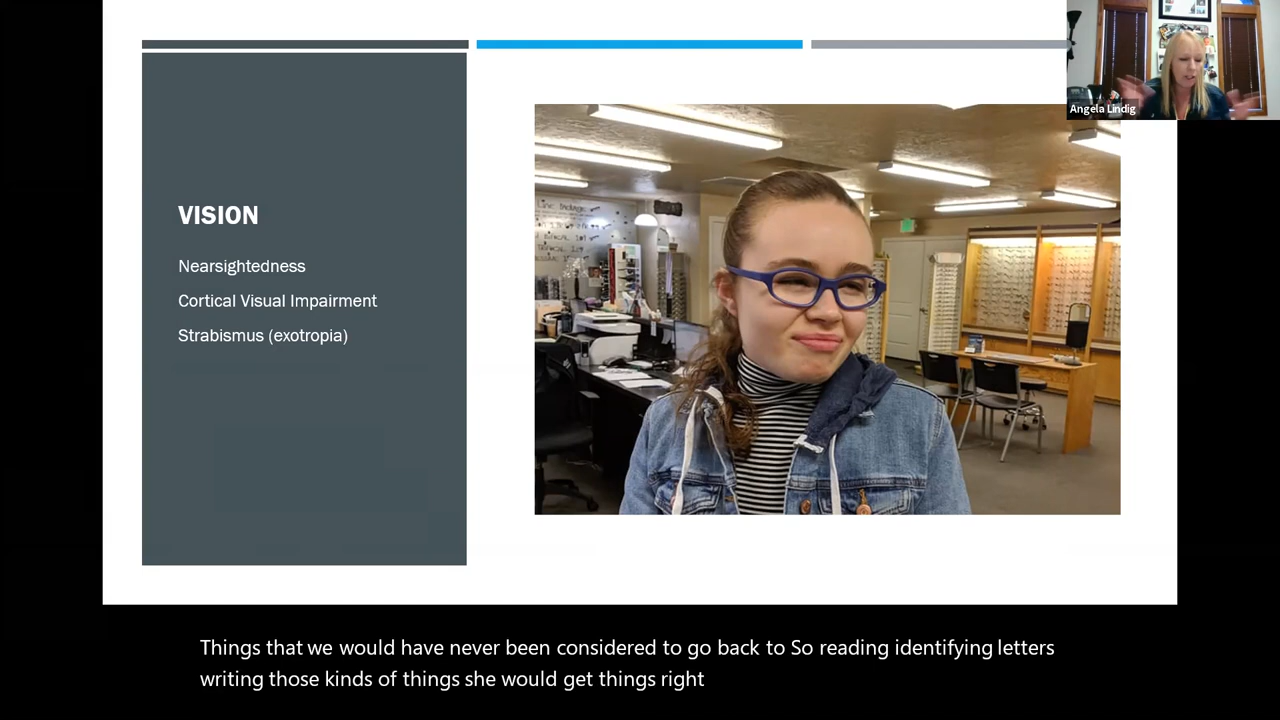 VISION
Nearsightedness
Cortical Visual Impairment
Strabismus (exotropia)
Angela Lindig
Things that we would have never been considered to go back to So reading identifying letters
writing those kinds of things she would get things right